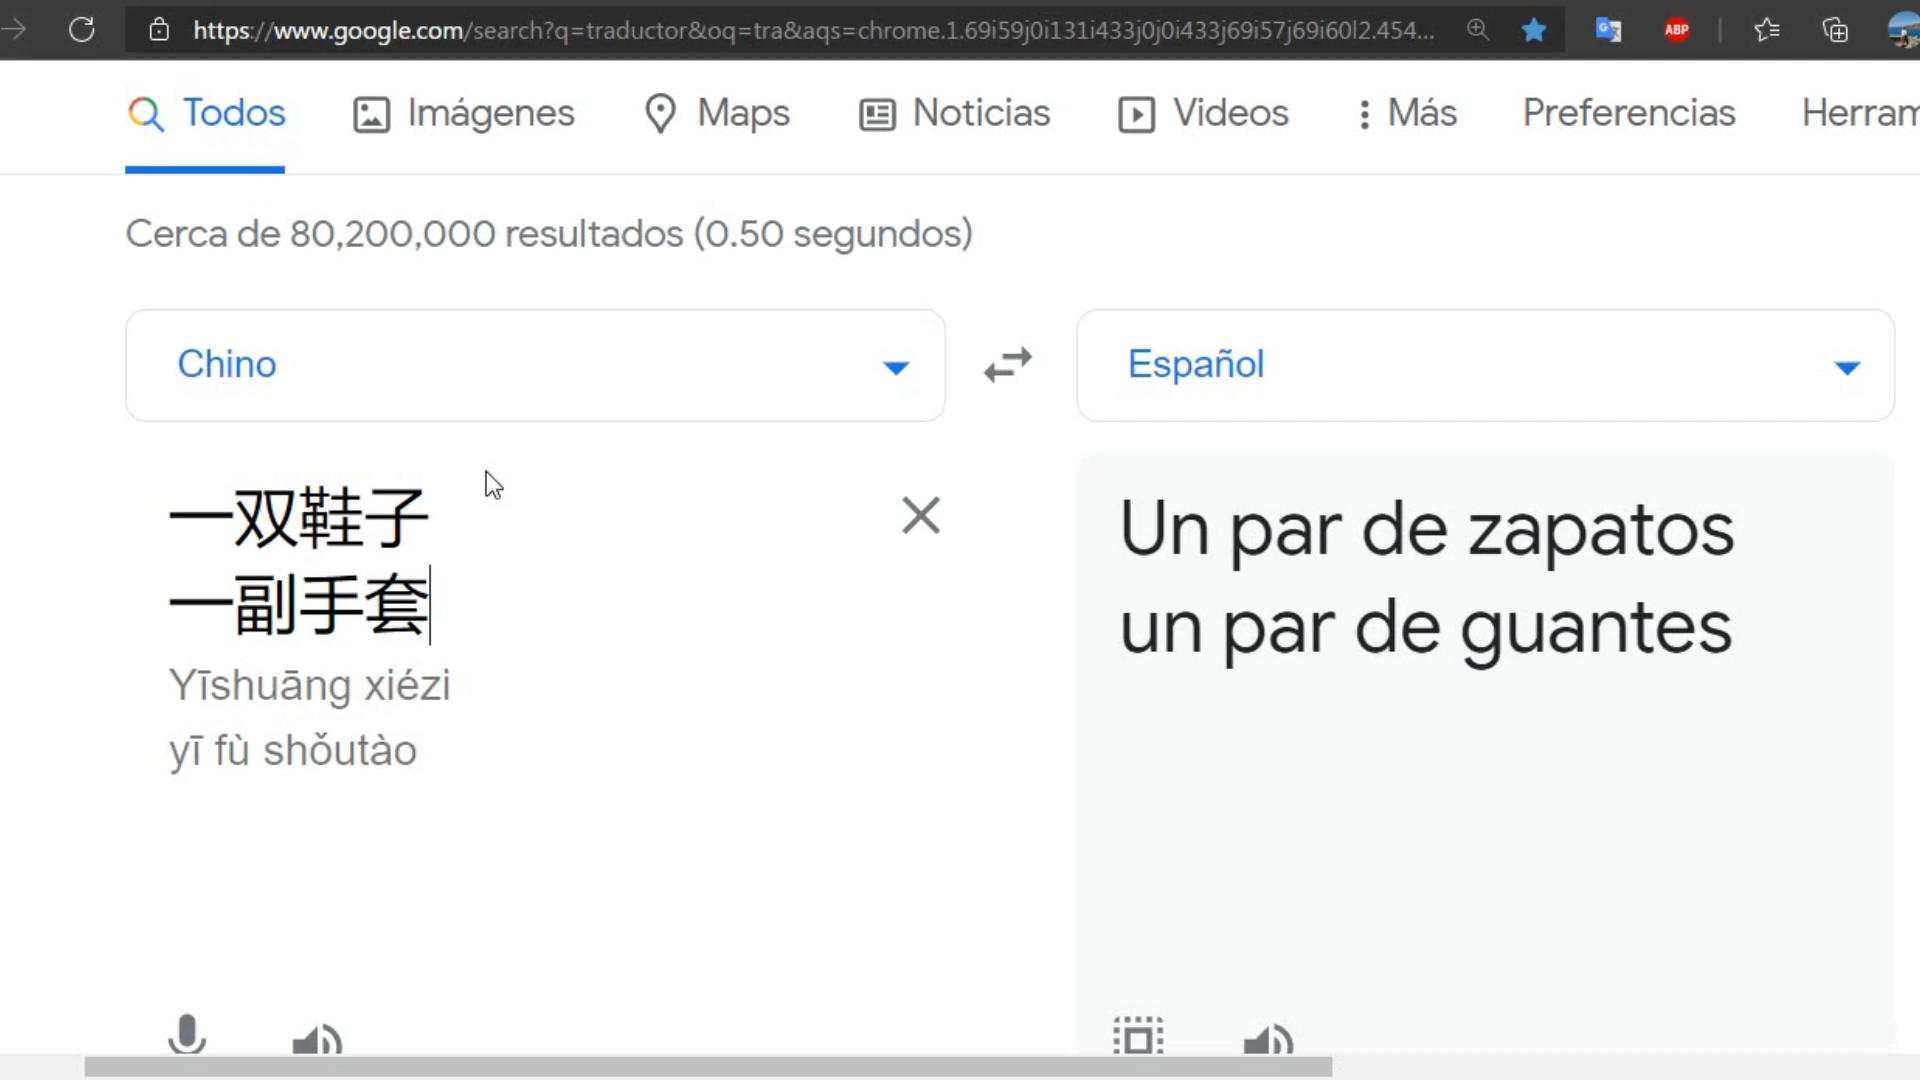 https://www.google.com/search?q=traductor&oq=tra&aqs=chrome.1.69i59j0i131i433j0j0i433j69i57j69i60l2.454...
ABP
Todos Imágenes Maps Noticias Videos Más Preferencias Herram
Cerca de 80,200,000 resultados (0.50 segundos)
Chino
Español
一双鞋子
一副手套
Yīshuāng xiézi
yī fù shǒutào
Un par de zapatos
un par de guantes